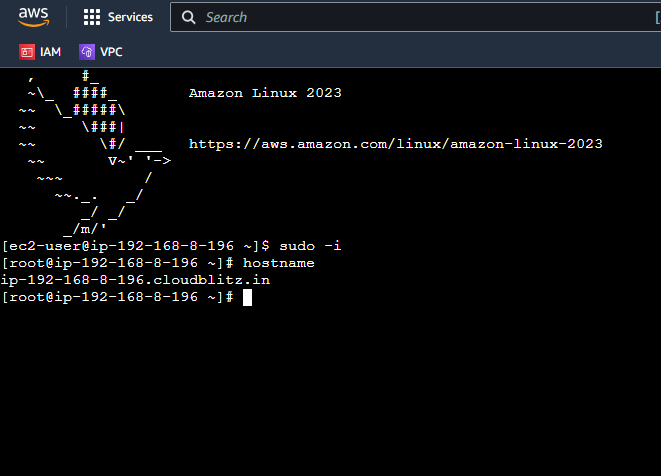 aws
Services
Search
[
IAM
VPC
   ,     #_
   ~\_  ####_        Amazon Linux 2023
  ~~  \_#####\
  ~~     \###|
  ~~       \#/ ___   https://aws.amazon.com/linux/amazon-linux-2023
   ~~       V~' '->
    ~~~         /
      ~~._.   _/
         _/ _/
       _/m/'
[ec2-user@ip-192-168-8-196 ~]$ sudo -i
[root@ip-192-168-8-196 ~]# hostname
ip-192-168-8-196.cloudblitz.in
[root@ip-192-168-8-196 ~]#